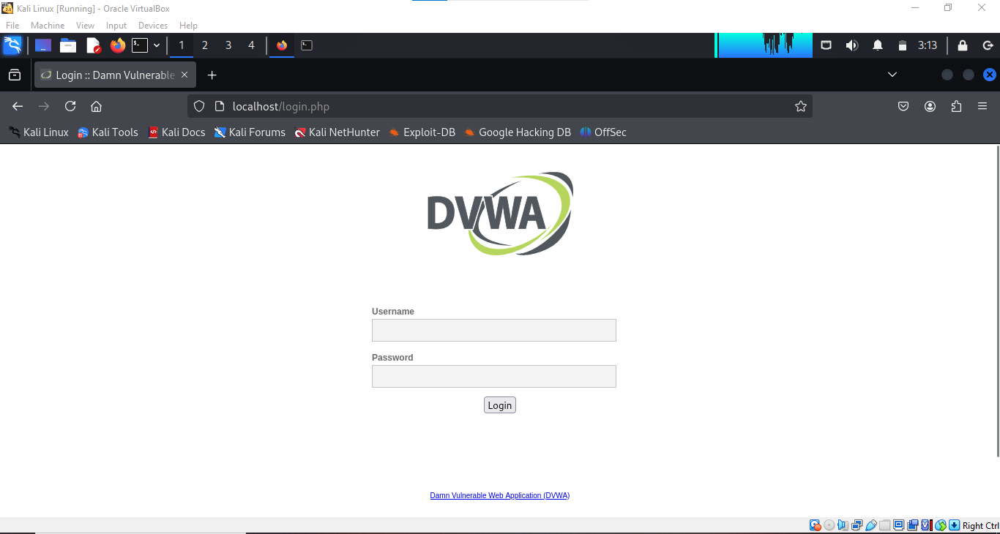 Kali Linux [Running] - Oracle VirtualBox
File Machine View Input Devices Help
1 2 3 4 3:13
Login :: Damn Vulnerable
localhost/login.php
Kali Linux Kali Tools Kali Docs Kali Forums Kali NetHunter Exploit-DB Google Hacking DB OffSec
DVWA
Username
Password
Login
Damn Vulnerable Web Application (DVWA)
Right Ctrl